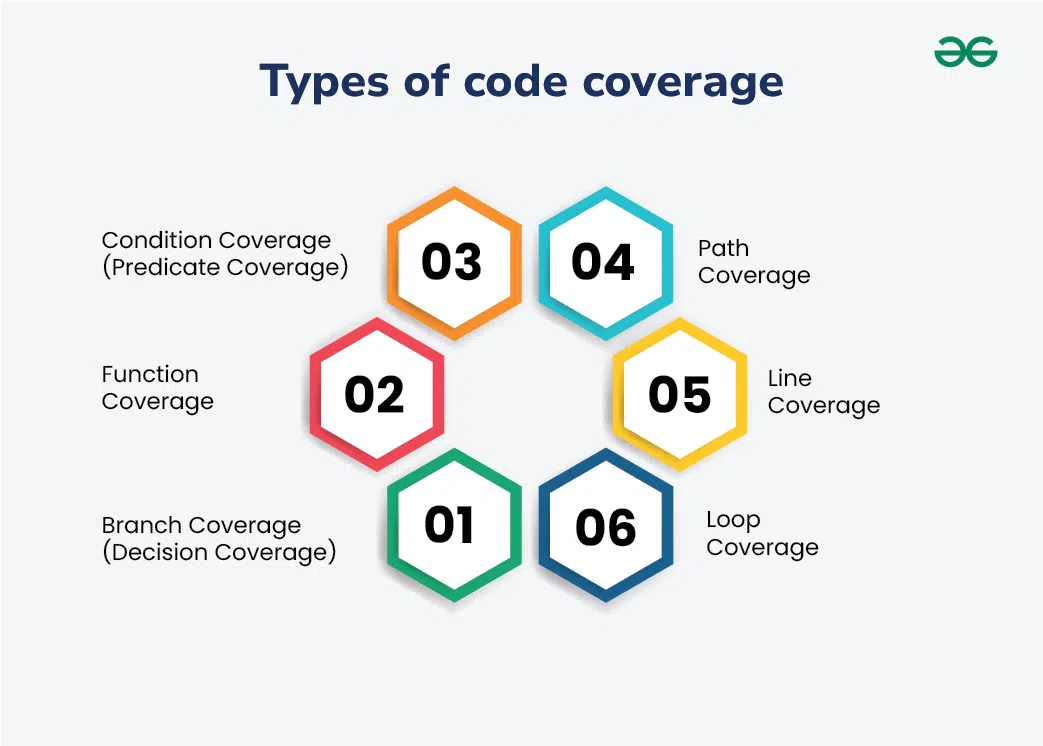 Types of code coverage
03
Condition Coverage
(Predicate Coverage)
04
Path
Coverage
02
Function
Coverage
05
Line
Coverage
01
Branch Coverage
(Decision Coverage)
06
Loop
Coverage